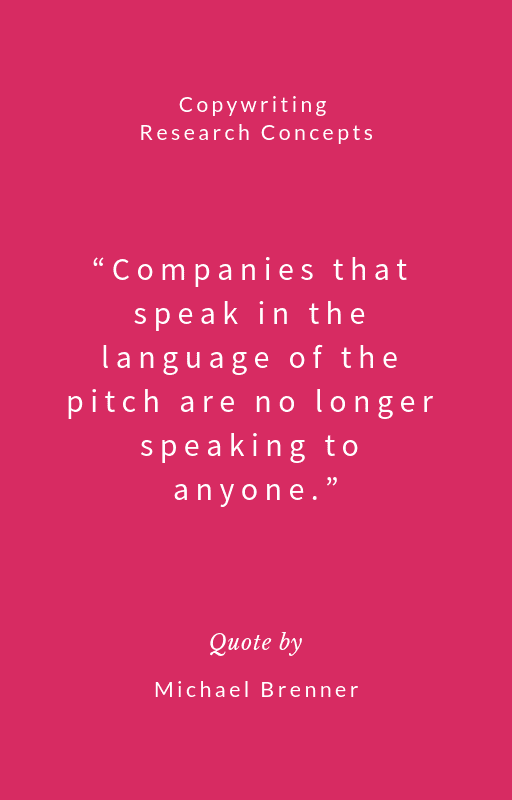 Copywriting
Research Concepts
“Companies that
speak in the
language of the
pitch are no longer
speaking to
anyone.”
Quote by
Michael Brenner